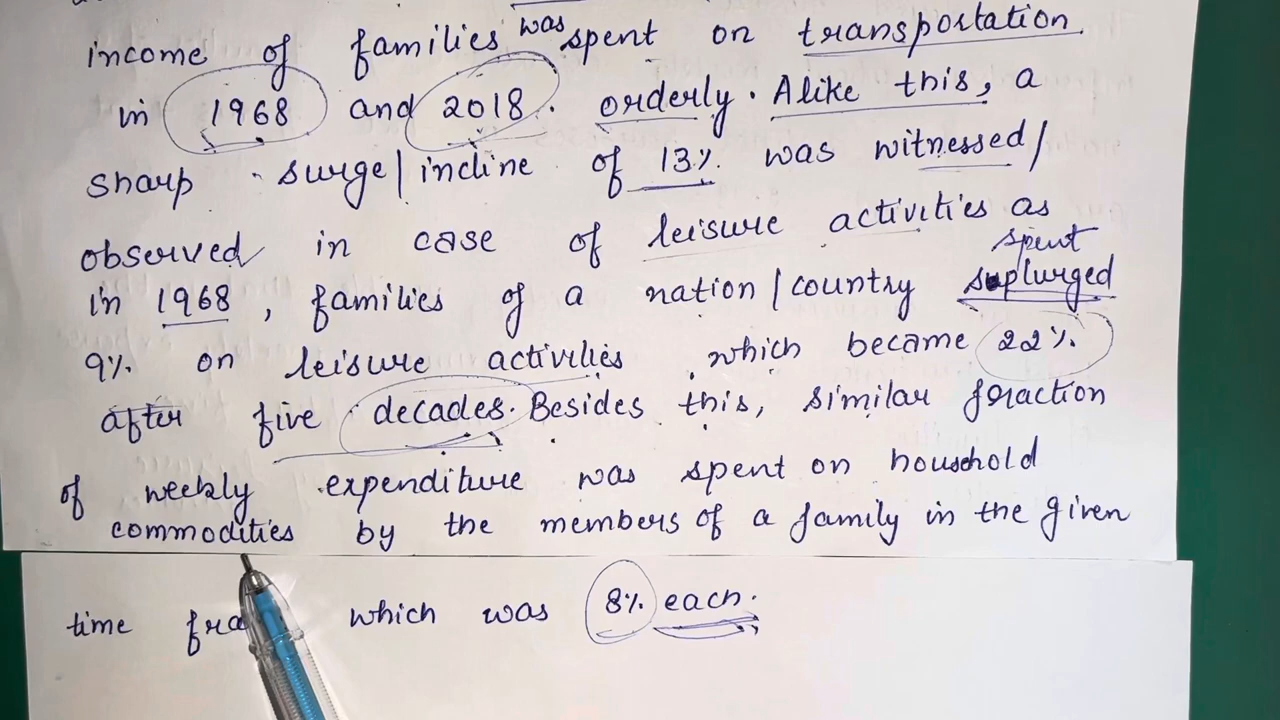 income of families was spent on transportation
in 1968 and 2018. orderly. Alike this, a
sharp surge/incline of 13% was witnessed/
observed in case of leisure activities as
spent
in 1968, families of a nation/country splurged
9% on leisure activities which became 22%
after five decades. Besides this, similar fraction
of weekly expenditure was spent on household
commodities by the members of a family in the given
time fra which was 8% each.